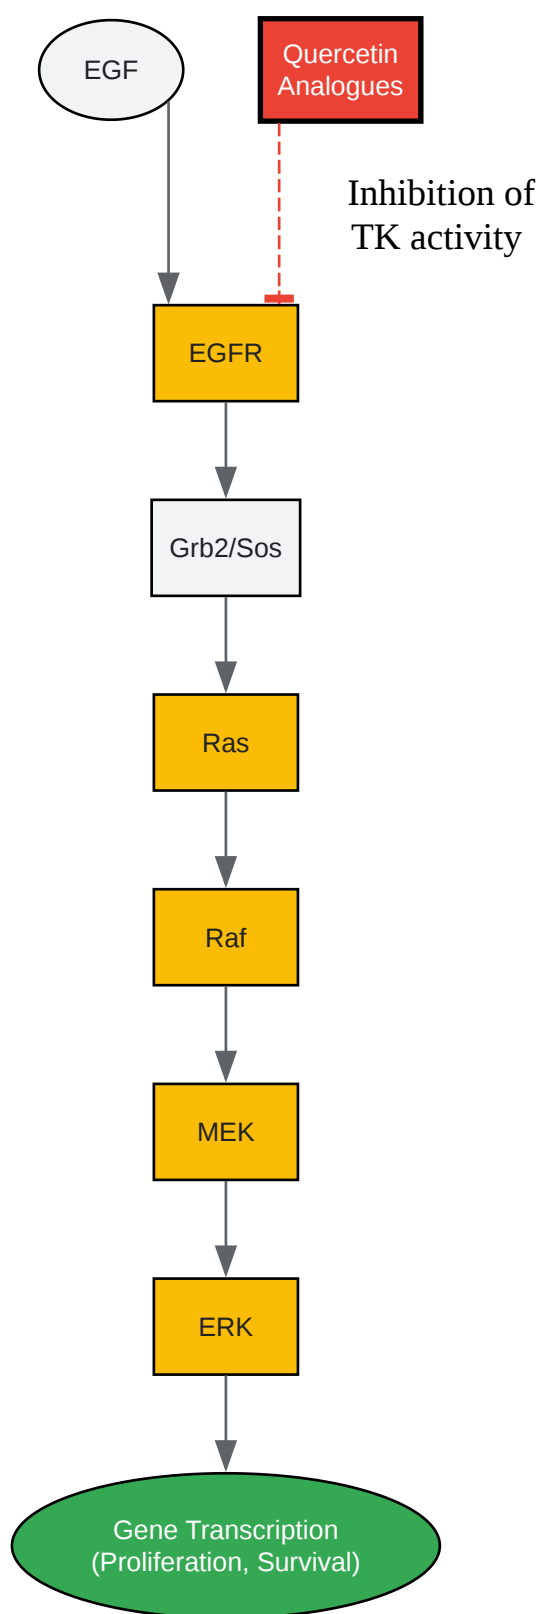 EGF
Quercetin
Analogues
Inhibition of
TK activity
EGFR
Grb2/Sos
Ras
Raf
MEK
ERK
Gene Transcription
(Proliferation, Survival)